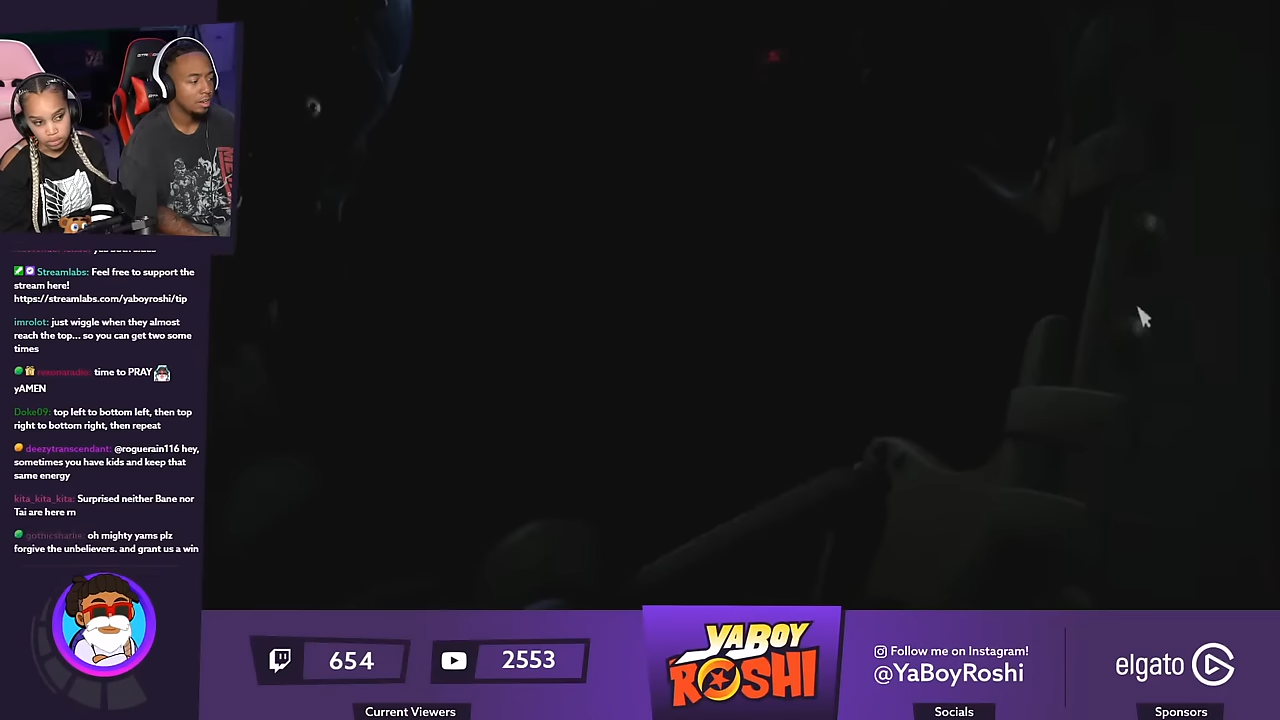 Streamlabs: Feel free to support the
stream here!
https://streamlabs.com/yaboyroshi/tip
imrolot: just wiggle when they almost
reach the top... so you can get two some
times
time to PRAY
yAMEN
Doke09: top left to bottom left, then top
right to bottom right, then repeat
deezytranscendant: @roguerain116 hey,
sometimes you have kids and keep that
same energy
kita_kita_kita: Surprised neither Bane nor
Tai are here rn
gothicsharlie: oh mighty yams plz
forgive the unbelievers. and grant us a win
654
2553
Current Viewers
YABOY
ROSHI
Follow me on Instagram!
@YaBoyRoshi
Socials
elgato
Sponsors